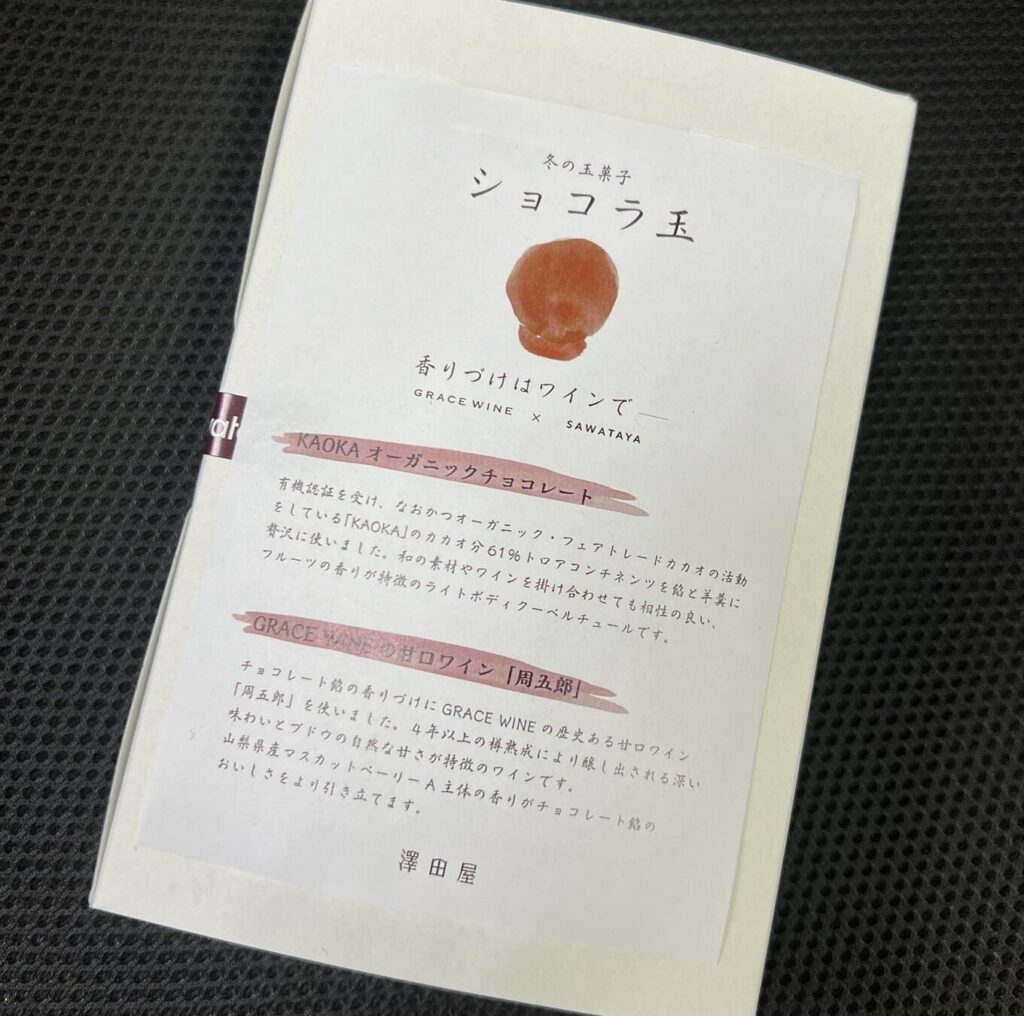 冬の玉菓子
ショコラ玉
香りづけはワインで
GRACE WINE × SAWATAYA
KAOKA オーガニックチョコレート
有機認証を受け、なおかつオーガニック・フェアトレードカカオの活動
をしている「KAOKA」のカカオ分61%トロアコンチネンツを餡と羊羹に
贅沢に使いました。和の素材やワインを掛け合わせても相性の良い、
フルーツの香りが特徴のライトボディクーベルチュールです。
GRACE WINE の甘口ワイン「周五郎」
チョコレート餡の香りづけに GRACE WINE の歴史ある甘口ワイン
「周五郎」を使いました。4年以上の樽熟成により醸し出される深い
味わいとブドウの自然な甘さが特徴のワインです。
山梨県産マスカットベーリー A 主体の香りがチョコレート餡の
おいしさをより引き立てます。
澤田屋